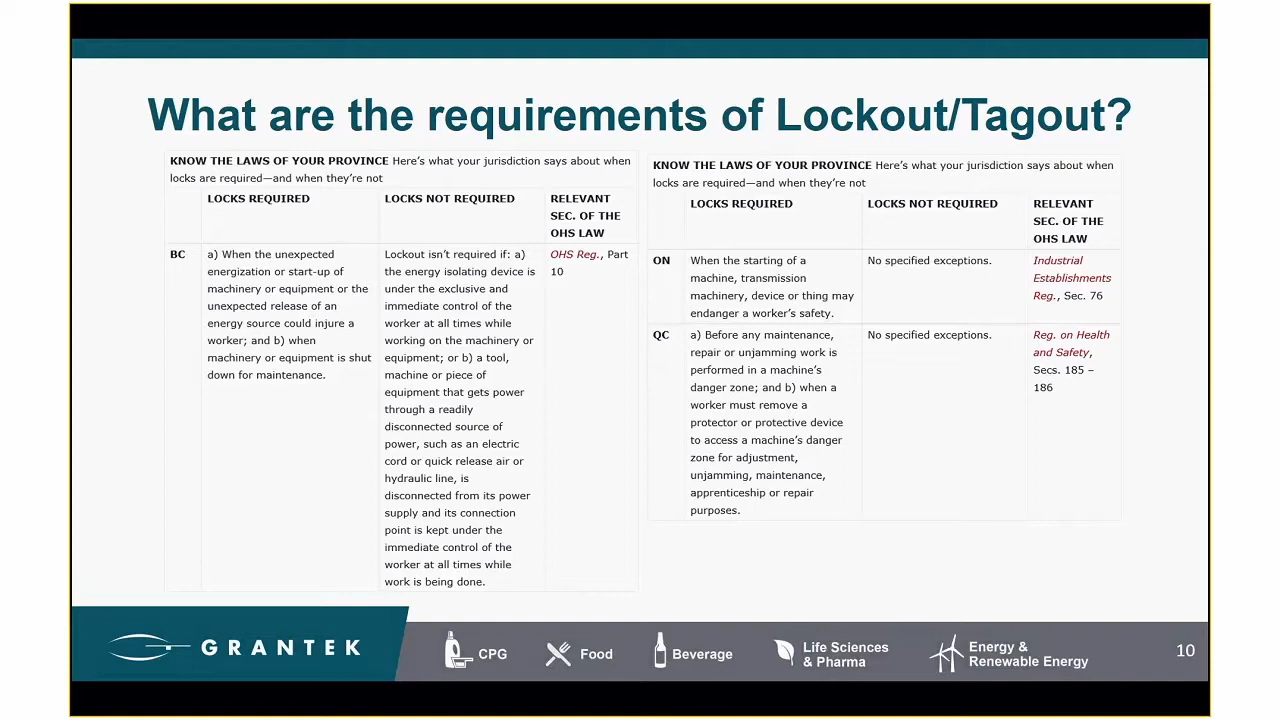 What are the requirements of Lockout/Tagout?
KNOW THE LAWS OF YOUR PROVINCE Here’s what your jurisdiction says about when
locks are required—and when they’re not
LOCKS REQUIRED
LOCKS NOT REQUIRED
RELEVANT
SEC. OF THE
OHS LAW
BC
a) When the unexpected
energization or start-up of
machinery or equipment or the
unexpected release of an
energy source could injure a
worker; and b) when
machinery or equipment is shut
down for maintenance.
Lockout isn’t required if: a)
the energy isolating device is
under the exclusive and
immediate control of the
worker at all times while
working on the machinery or
equipment; or b) a tool,
machine or piece of
equipment that gets power
through a readily
disconnected source of
power, such as an electric
cord or quick release air or
hydraulic line, is
disconnected from its power
supply and its connection
point is kept under the
immediate control of the
worker at all times while
work is being done.
OHS Reg., Part
10
KNOW THE LAWS OF YOUR PROVINCE Here’s what your jurisdiction says about when
locks are required—and when they’re not
LOCKS REQUIRED
LOCKS NOT REQUIRED
RELEVANT
SEC. OF THE
OHS LAW
ON
When the starting of a
machine, transmission
machinery, device or thing may
endanger a worker’s safety.
No specified exceptions.
Industrial
Establishments
Reg., Sec. 76
QC
a) Before any maintenance,
repair or unjamming work is
performed in a machine’s
danger zone; and b) when a
worker must remove a
protector or protective device
to access a machine’s danger
zone for adjustment,
unjamming, maintenance,
apprenticeship or repair
purposes.
No specified exceptions.
Reg. on Health
and Safety,
Secs. 185 –
186
GRANTEK
CPG
Food
Beverage
Life Sciences
& Pharma
Energy &
Renewable Energy
10